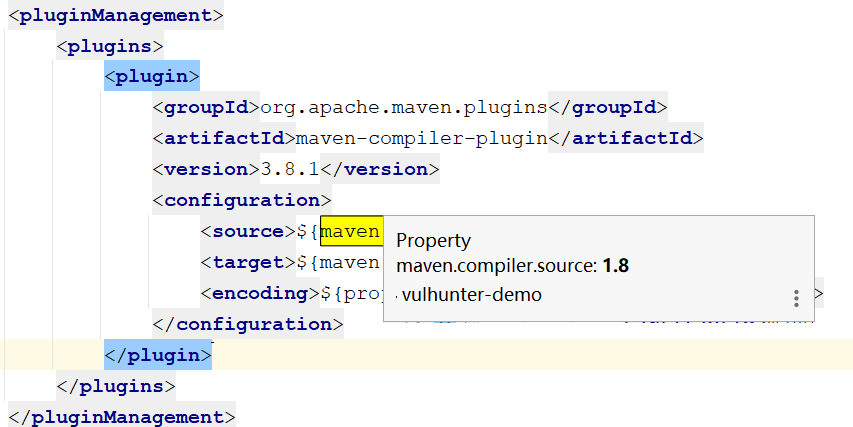 <pluginManagement>
<plugins>
<plugin>
<groupId>org.apache.maven.plugins</groupId>
<artifactId>maven-compiler-plugin</artifactId>
<version>3.8.1</version>
<configuration>
<source>${maven
Property
maven.compiler.source: 1.8
vulhunter-demo
<target>${maven
<encoding>${pro
>
</configuration>
</plugin>
</plugins>
</pluginManagement>